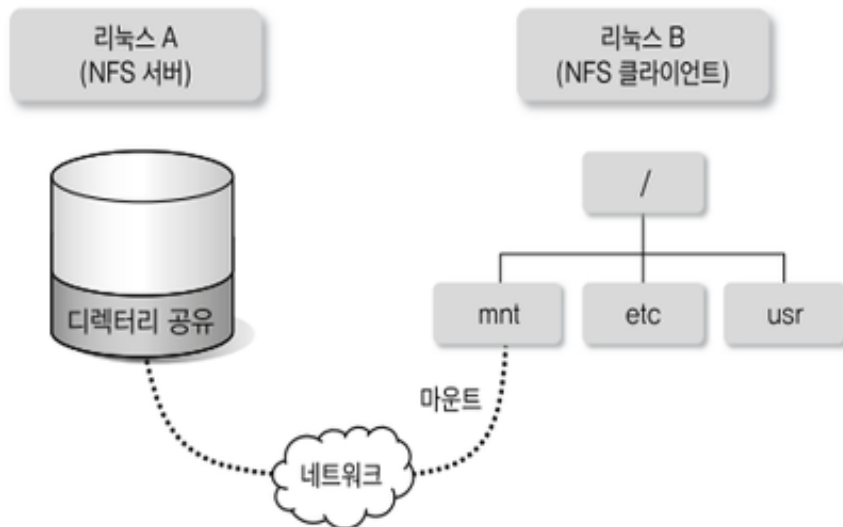 리눅스 A
(NFS 서버)
리눅스 B
(NFS 클라이언트)
/
디렉터리 공유
mnt
etc
usr
마운트
네트워크